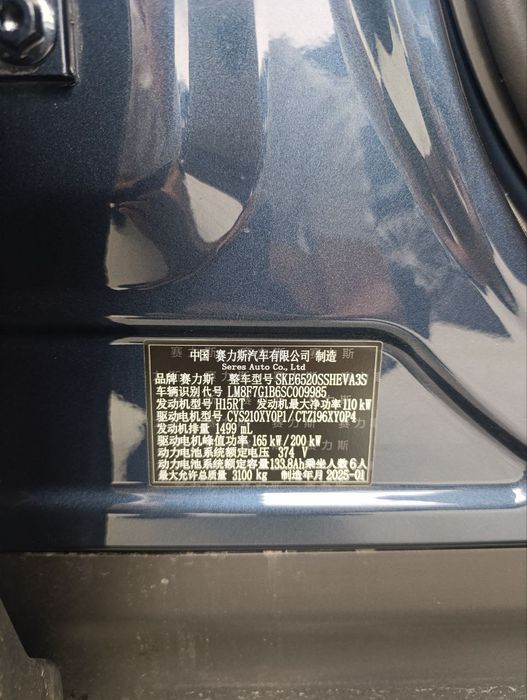 中国 赛力斯汽车有限公司 制造
Seres Auto Co., Ltd
品牌 赛力斯 整车型号 SKE6520SSHEVA3S
车辆识别代号 LM8F7G1B6SC009985
发动机型号 H15RT 发动机最大净功率 110 kW
驱动电机型号 CYS210XY0P1/CTZ196XY0P4
发动机排量 1499 mL
驱动电机峰值功率 165 kW/200 kW
动力电池系统额定电压 374 V
动力电池系统额定容量133.8Ah乘坐人数 6人
最大允许总质量 3100 kg 制造年月 2025-01